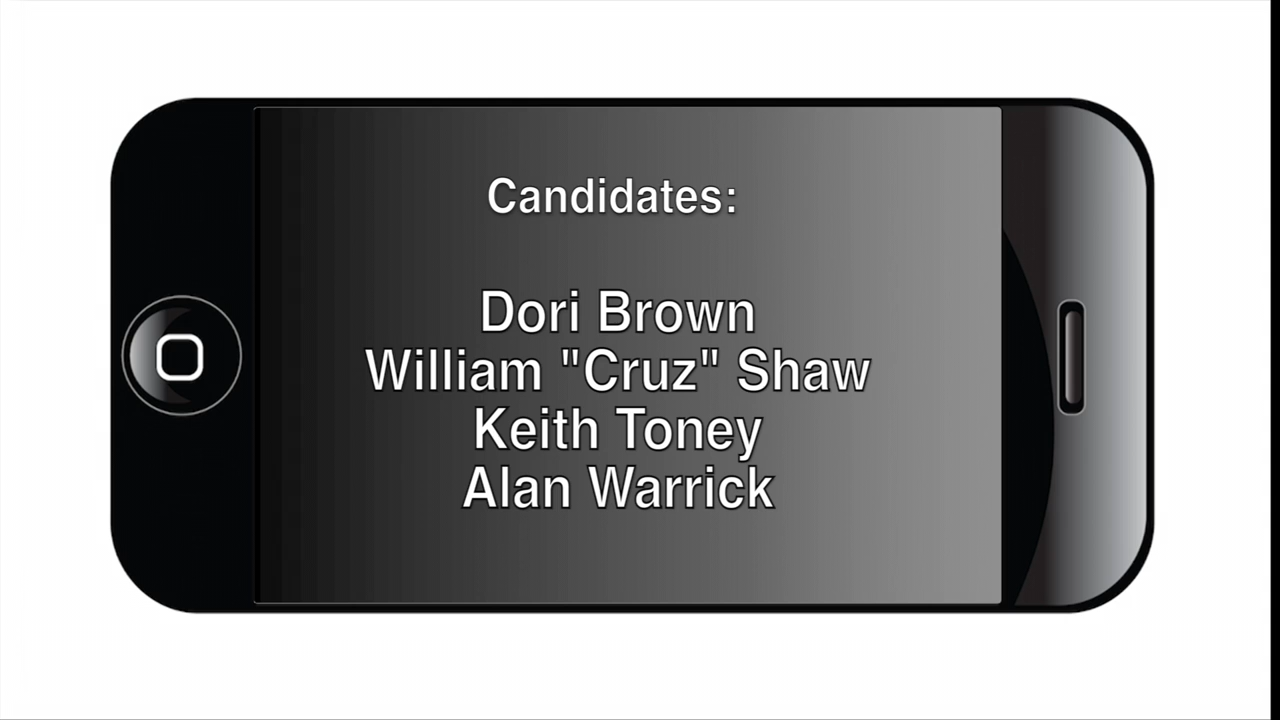 Candidates:
Dori Brown
William "Cruz" Shaw
Keith Toney
Alan Warrick